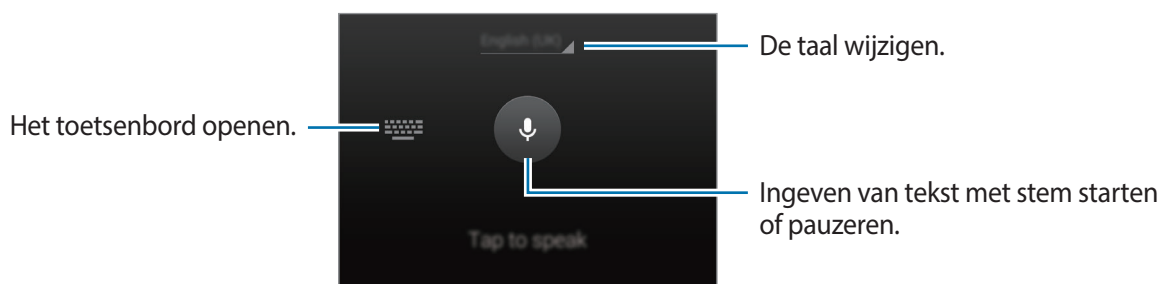 English (UK)
De taal wijzigen.
Het toetsenbord openen.
Ingeven van tekst met stem starten
of pauzeren.
Tap to speak